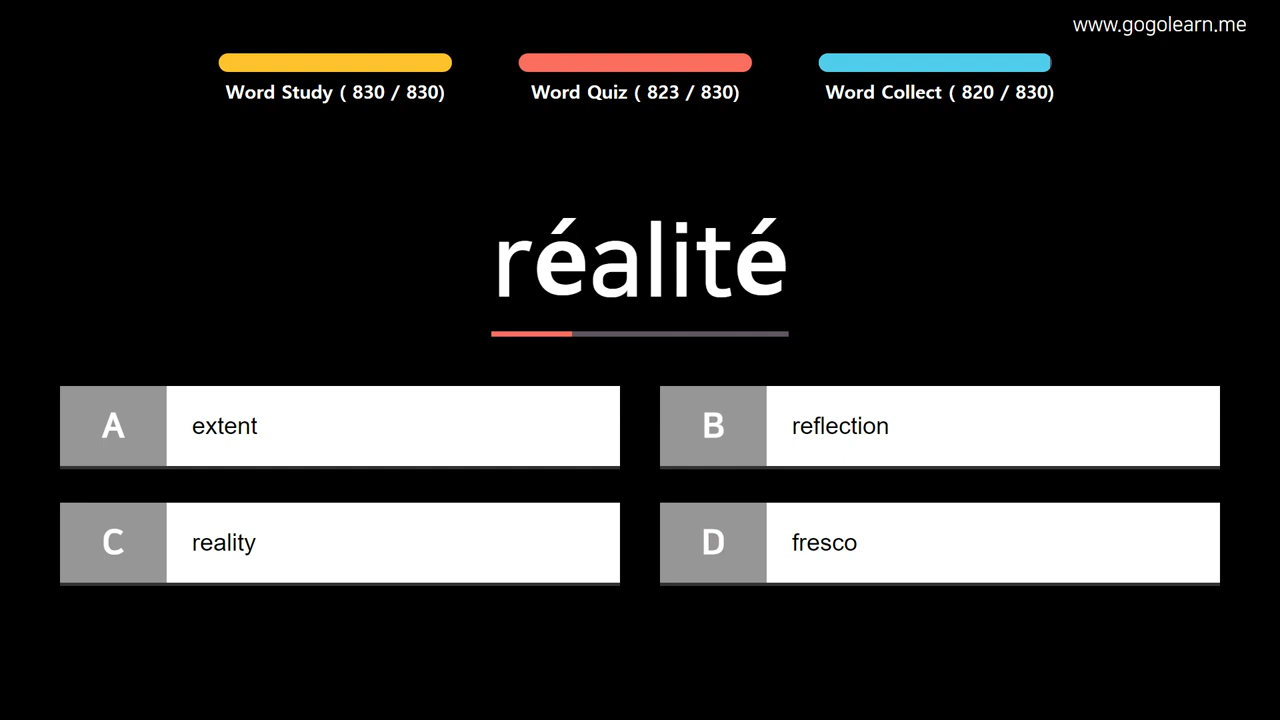 www.gogolearn.me
Word Study ( 830 / 830)
Word Quiz ( 823 / 830)
Word Collect ( 820 / 830)
réalité
A extent
B reflection
C reality
D fresco